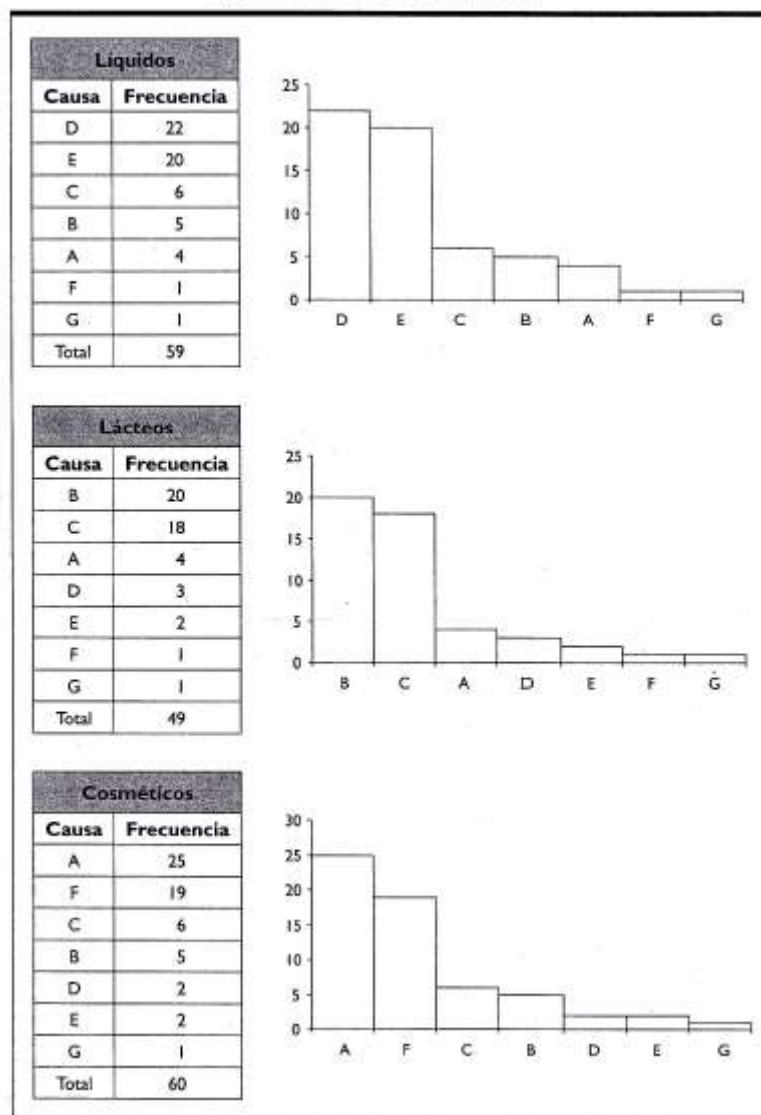 Líquidos
Causa Frecuencia
D 22
E 20
C 6
B 5
A 4
F 1
G 1
Total 59
25
20
15
10
5
0
D E C B A F G
Lácteos
Causa Frecuencia
B 20
C 18
A 4
D 3
E 2
F 1
G 1
Total 49
25
20
15
10
5
0
B C A D E F G
Cosméticos
Causa Frecuencia
A 25
F 19
C 6
B 5
D 2
E 2
G 1
Total 60
30
25
20
15
10
5
0
A F C B D E G